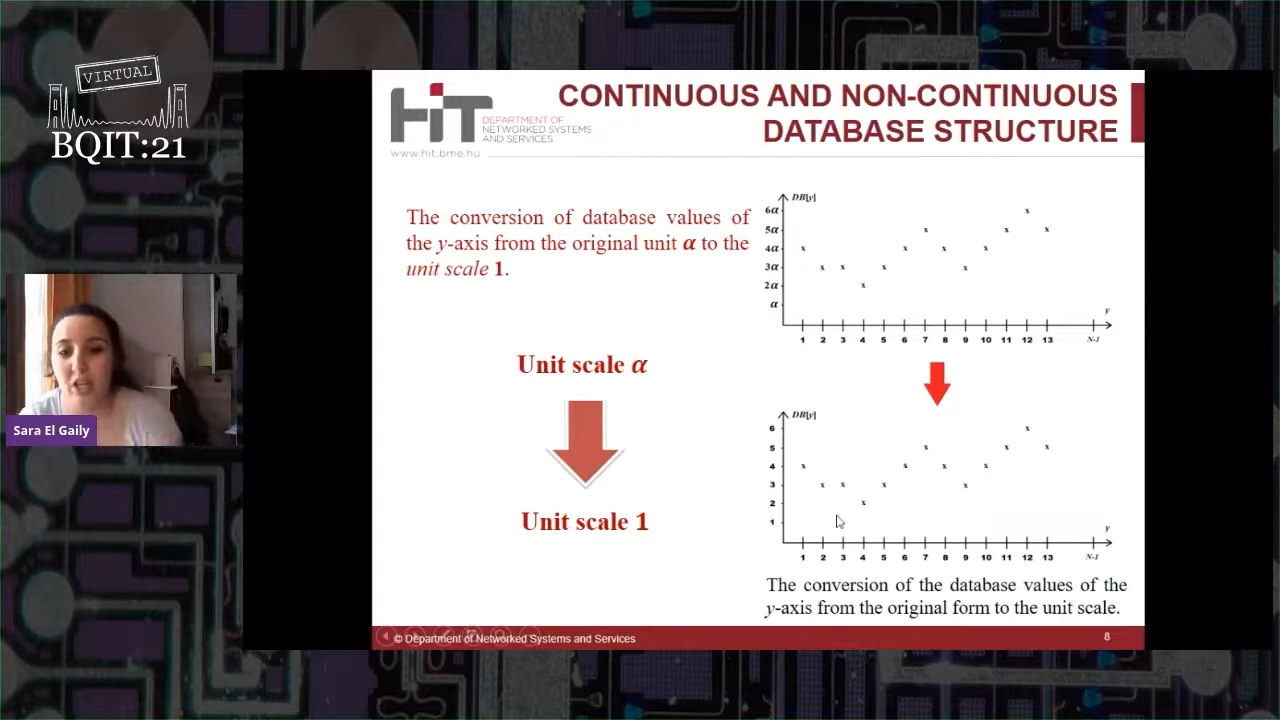 VIRTUAL
BQIT:21
HIT
DEPARTMENT OF
NETWORKED SYSTEMS
AND SERVICES
www.hit.bme.hu
CONTINUOUS AND NON-CONTINUOUS
DATABASE STRUCTURE
The conversion of database values of
the y-axis from the original unit α to the
unit scale 1.
Unit scale α
Unit scale 1
DB[y]
6α
5α
4α
3α
2α
α
y
1 2 3 4 5 6 7 8 9 10 11 12 13 N-1
DB[y]
6
5
4
3
2
1
y
1 2 3 4 5 6 7 8 9 10 11 12 13 N-1
The conversion of the database values of the
y-axis from the original form to the unit scale.
Sara El Gaily
© Department of Networked Systems and Services
8